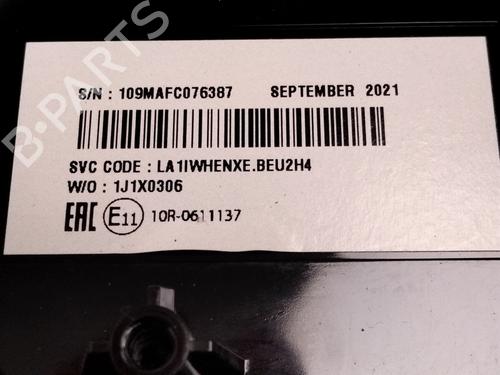 S/N : 109MAFC076387 SEPTEMBER 2021
SVC CODE : LA1IWHENXE.BEU2H4
W/O : 1J1X0306
EAC E11 10R-0611137
B-PARTS